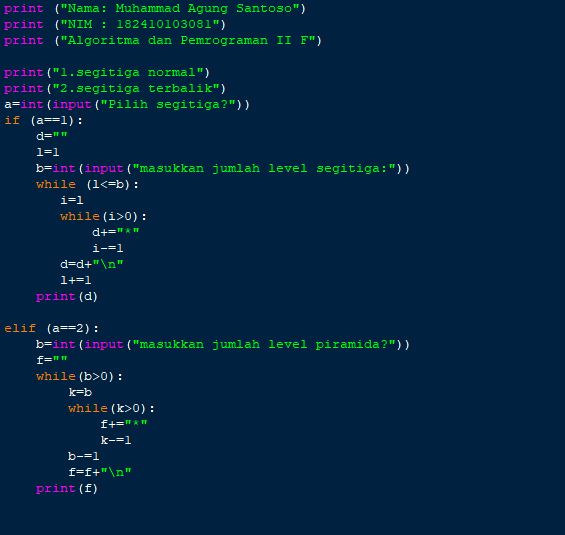 print ("Nama: Muhammad Agung Santoso")
print ("NIM : 182410103081")
print ("Algoritma dan Pemrograman II F")

print("1.segitiga normal")
print("2.segitiga terbalik")
a=int(input("Pilih segitiga?"))
if (a==1):
    d=""
    l=1
    b=int(input("masukkan jumlah level segitiga:"))
    while (l<=b):
       i=l
       while(i>0):
           d+="*"
           i-=1
       d=d+"\n"
       l+=1
    print(d)

elif (a==2):
    b=int(input("masukkan jumlah level piramida?"))
    f=""
    while(b>0):
        k=b
        while(k>0):
            f+="*"
            k-=1
        b-=1
        f=f+"\n"
    print(f)